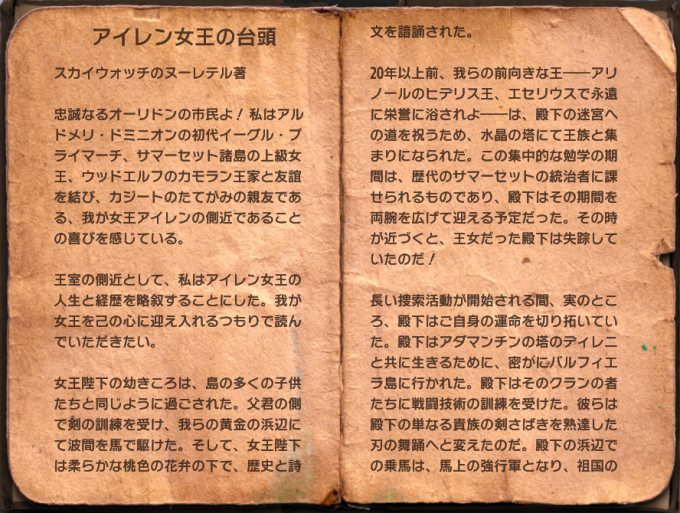 アイレン女王の台頭
スカイウォッチのヌーレテル著
忠誠なるオーリドンの市民よ！ 私はアル
ドメリ・ドミニオンの初代イーグル・プ
ライマーチ、サマーセット諸島の上級女
王、ウッドエルフのカモラン王家と友誼
を結び、カジートのたてがみの親友であ
る、我が女王アイレンの側近であること
の喜びを感じている。
王室の側近として、私はアイレン女王の
人生と経歴を略叙することにした。我が
女王を己の心に迎え入れるつもりで読ん
でいただきたい。
女王陛下の幼きころは、島の多くの子供
たちと同じように過ごされた。父君の側
で剣の訓練を受け、我らの黄金の浜辺に
て波間を馬で駆けた。そして、女王陛下
は柔らかな桃色の花弁の下で、歴史と詩
文を諳誦された。
20年以上前、我らの前向きな王――アリ
ノールのヒデリス王、エセリウスで永遠
に栄誉に浴されよ――は、殿下の迷宮へ
の道を祝うため、水晶の塔にて王族と集
まりになられた。この集中的な勉学の期
間は、歴代のサマーセットの統治者に課
せられるものであり、殿下はその期間を
両腕を広げて迎える予定だった。その時
が近づくと、王女だった殿下は失踪して
いたのだ！
長い捜索活動が開始される間、実のとこ
ろ、殿下はご自身の運命を切り拓いてい
た。殿下はアダマンチンの塔のディレニ
と共に生きるために、密かにバルフィエ
ラ島に行かれた。殿下はそのクランの者
たちに戦闘技術の訓練を受けた。彼らは
殿下の単なる貴族の剣さばきを熟達した
刃の舞踊へと変えたのだ。殿下の浜辺で
の乗馬は、馬上の強行軍となり、祖国の